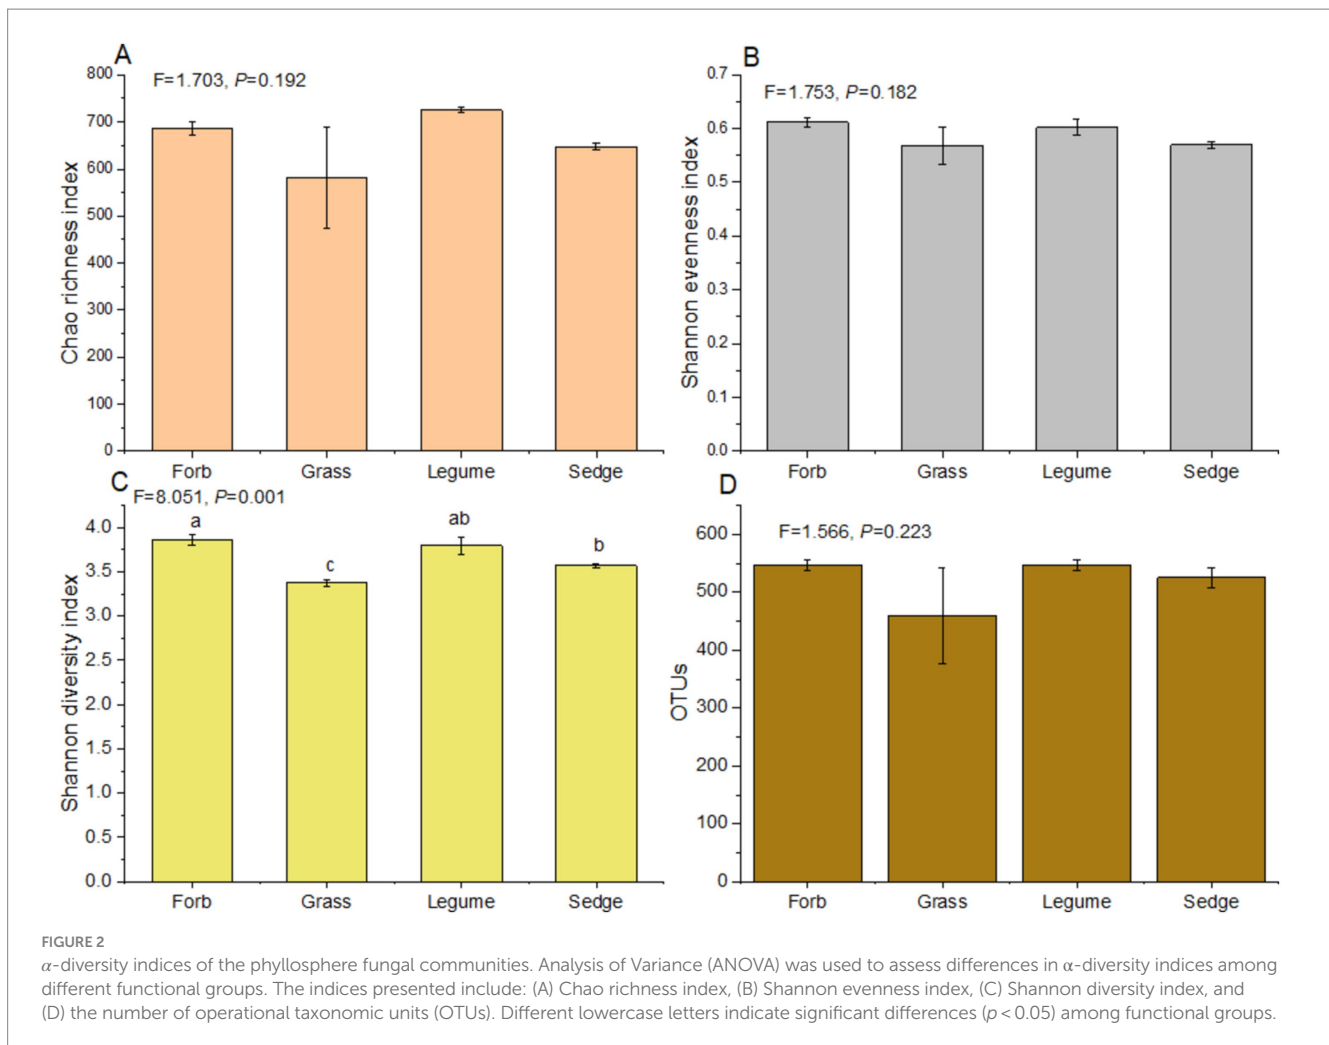 A
F=1.703, P=0.192
Chao richness index
800
700
600
500
400
300
200
100
0
Forb Grass Legume Sedge
B
F=1.753, P=0.182
Shannon evenness index
0.7
0.6
0.5
0.4
0.3
0.2
0.1
0.0
Forb Grass Legume Sedge
C
F=8.051, P=0.001
Shannon diversity index
4.0
3.5
3.0
2.5
2.0
1.5
1.0
0.5
0.0
a c ab b
Forb Grass Legume Sedge
D
F=1.566, P=0.223
OTUs
600
500
400
300
200
100
0
Forb Grass Legume Sedge
FIGURE 2
α-diversity indices of the phyllosphere fungal communities. Analysis of Variance (ANOVA) was used to assess differences in α-diversity indices among
different functional groups. The indices presented include: (A) Chao richness index, (B) Shannon evenness index, (C) Shannon diversity index, and
(D) the number of operational taxonomic units (OTUs). Different lowercase letters indicate significant differences (p < 0.05) among functional groups.